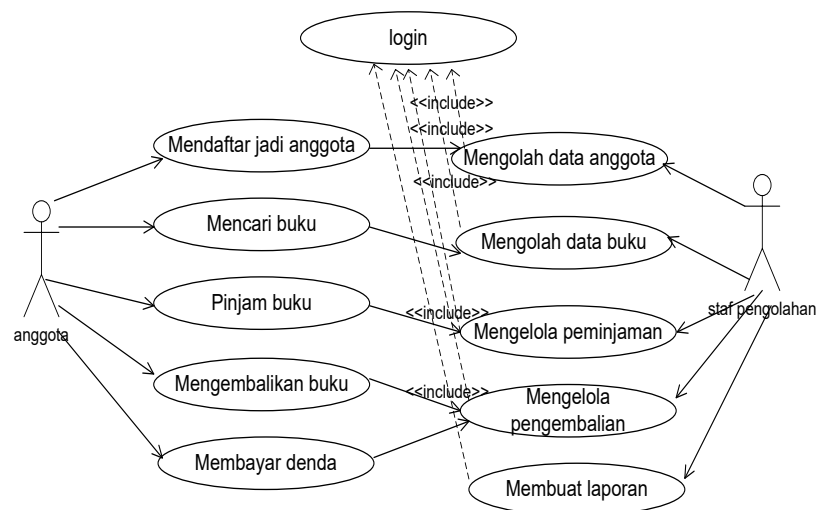 login
<<include>>
<<include>>
Mendaftar jadi anggota
Mengolah data anggota
<<include>>
Mencari buku
Mengolah data buku
Pinjam buku
<<include>>
Mengelola peminjaman
staf pengolahan
anggota
Mengembalikan buku
<<include>>
Mengelola
pengembalian
Membayar denda
Membuat laporan